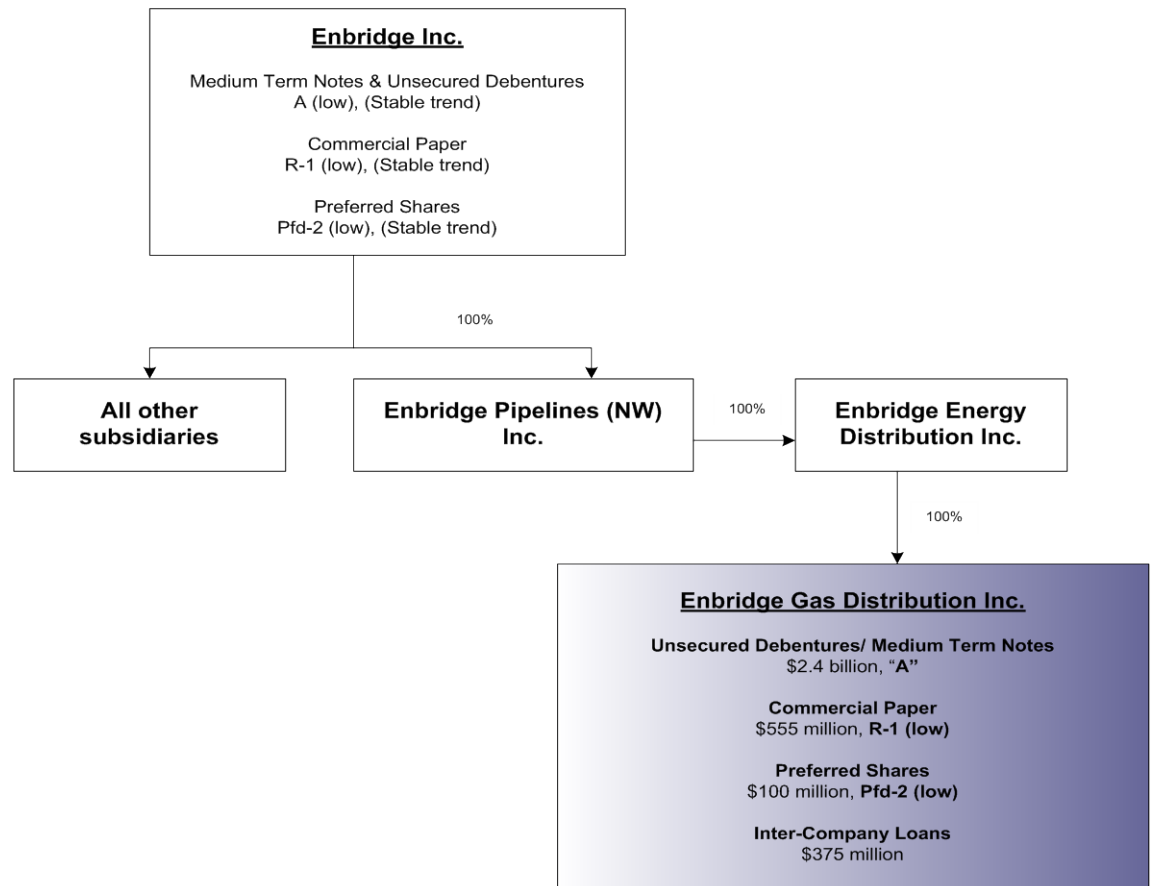 Enbridge Inc.
Medium Term Notes & Unsecured Debentures
A (low), (Stable trend)
Commercial Paper
R-1 (low), (Stable trend)
Preferred Shares
Pfd-2 (low), (Stable trend)
100%
All other
subsidiaries
Enbridge Pipelines (NW)
Inc.
100%
Enbridge Energy
Distribution Inc.
100%
Enbridge Gas Distribution Inc.
Unsecured Debentures/ Medium Term Notes
$2.4 billion, “A”
Commercial Paper
$555 million, R-1 (low)
Preferred Shares
$100 million, Pfd-2 (low)
Inter-Company Loans
$375 million